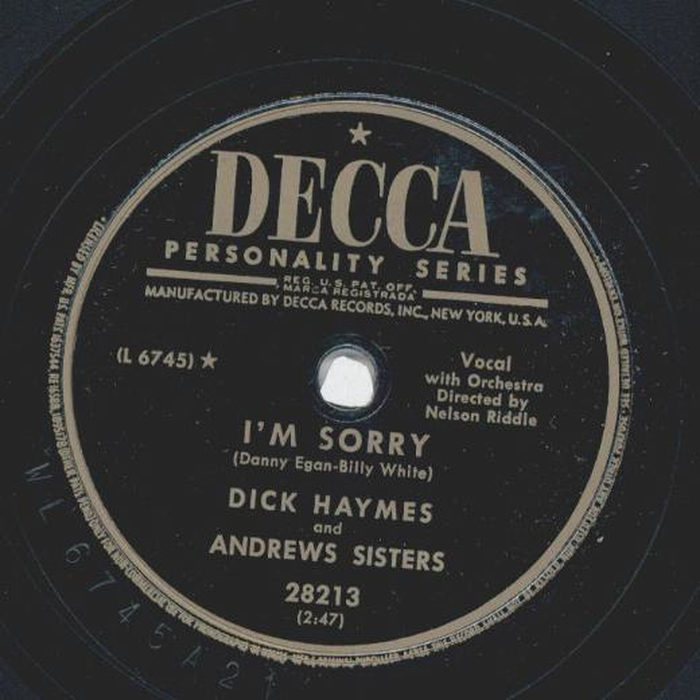 ★
DECCA
PERSONALITY SERIES
REG. U.S. PAT. OFF.
MARCA REGISTRADA
MANUFACTURED BY DECCA RECORDS, INC., NEW YORK, U.S.A.
(L 6745) ★
Vocal
with Orchestra
Directed by
Nelson Riddle
I'M SORRY
(Danny Egan-Billy White)
DICK HAYMES
and
ANDREWS SISTERS
28213
(2:47)
WL6745A2